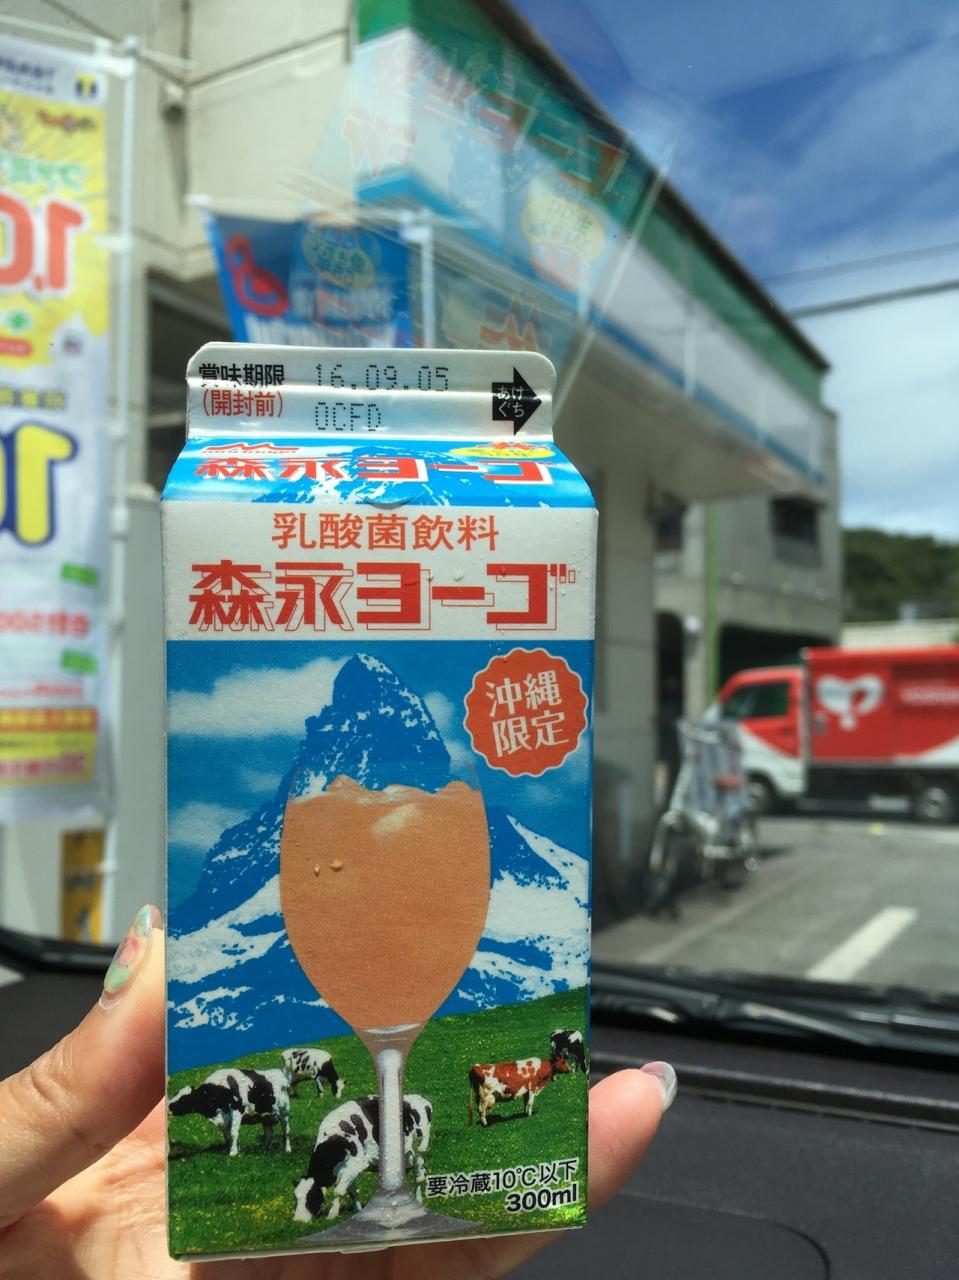 賞味期限 16.09.05
(開封前) OCFD
あけぐち
森永ヨーゴ
乳酸菌飲料
森永ヨーゴ
沖縄
限定
要冷蔵10℃以下
300ml